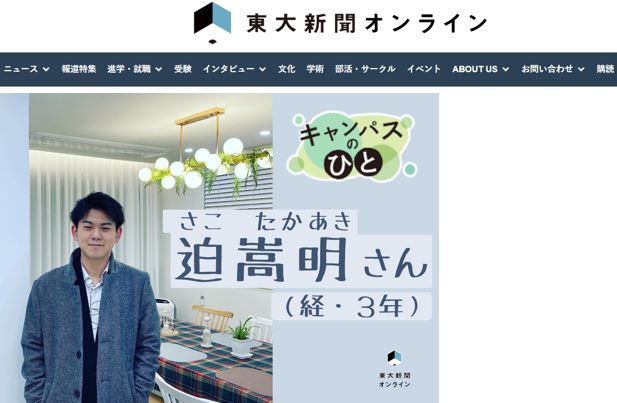 東大新聞オンライン
ニュース 報道特集 進学・就職 受験 インタビュー 文化 学術 部活・サークル イベント ABOUT US お問い合わせ 購読
キャンパス
の
ひと
さこ たかあき
迫嵩明さん
（経・３年）
東大新聞
オンライン